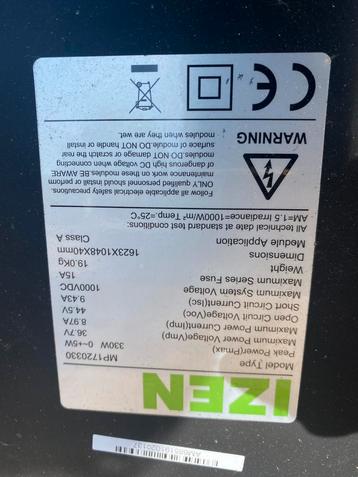 IZEN
Model Type MP1720330
Peak Power(Pmax) 330W 0~+5W
Maximum Power Voltage(Vmp) 36.7V
Maximum Power Current(Imp) 8.97A
Open Circuit Voltage(Voc) 44.5V
Short Circuit Current(Isc) 9.43A
Maximum System Voltage 1000VDC
Maximum Series Fuse 15A
Weight 19.0Kg
Dimensions 1623X1048X40mm
Module Application Class A
All technical date at standard test condition:
AM=1.5 Irradiance=1000W/m² Temp=25℃
WARNING
Follow all applicable electrical safety precautions.
ONLY qualified personnel should install or perform
maintenance work on these modules. BE AWARE
of dangerous high DC voltage when connecting
modules. DO NOT damage or scratch the rear
surface of module. DO NOT handle or install
modules when they are wet.
CE